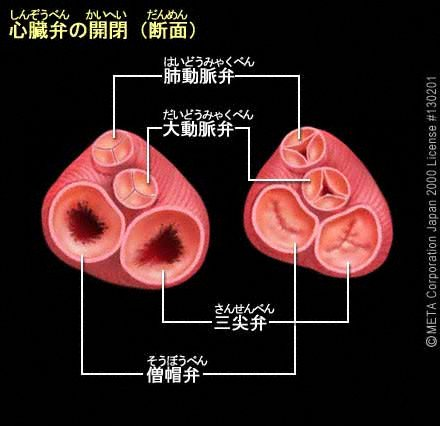 しんぞうべん かいへい だんめん
心臓弁の開閉（断面）
はいどうみゃくべん
肺動脈弁
だいどうみゃくべん
大動脈弁
さんせんべん
三尖弁
そうぼうべん
僧帽弁
©META Corporation Japan 2000 License #130201